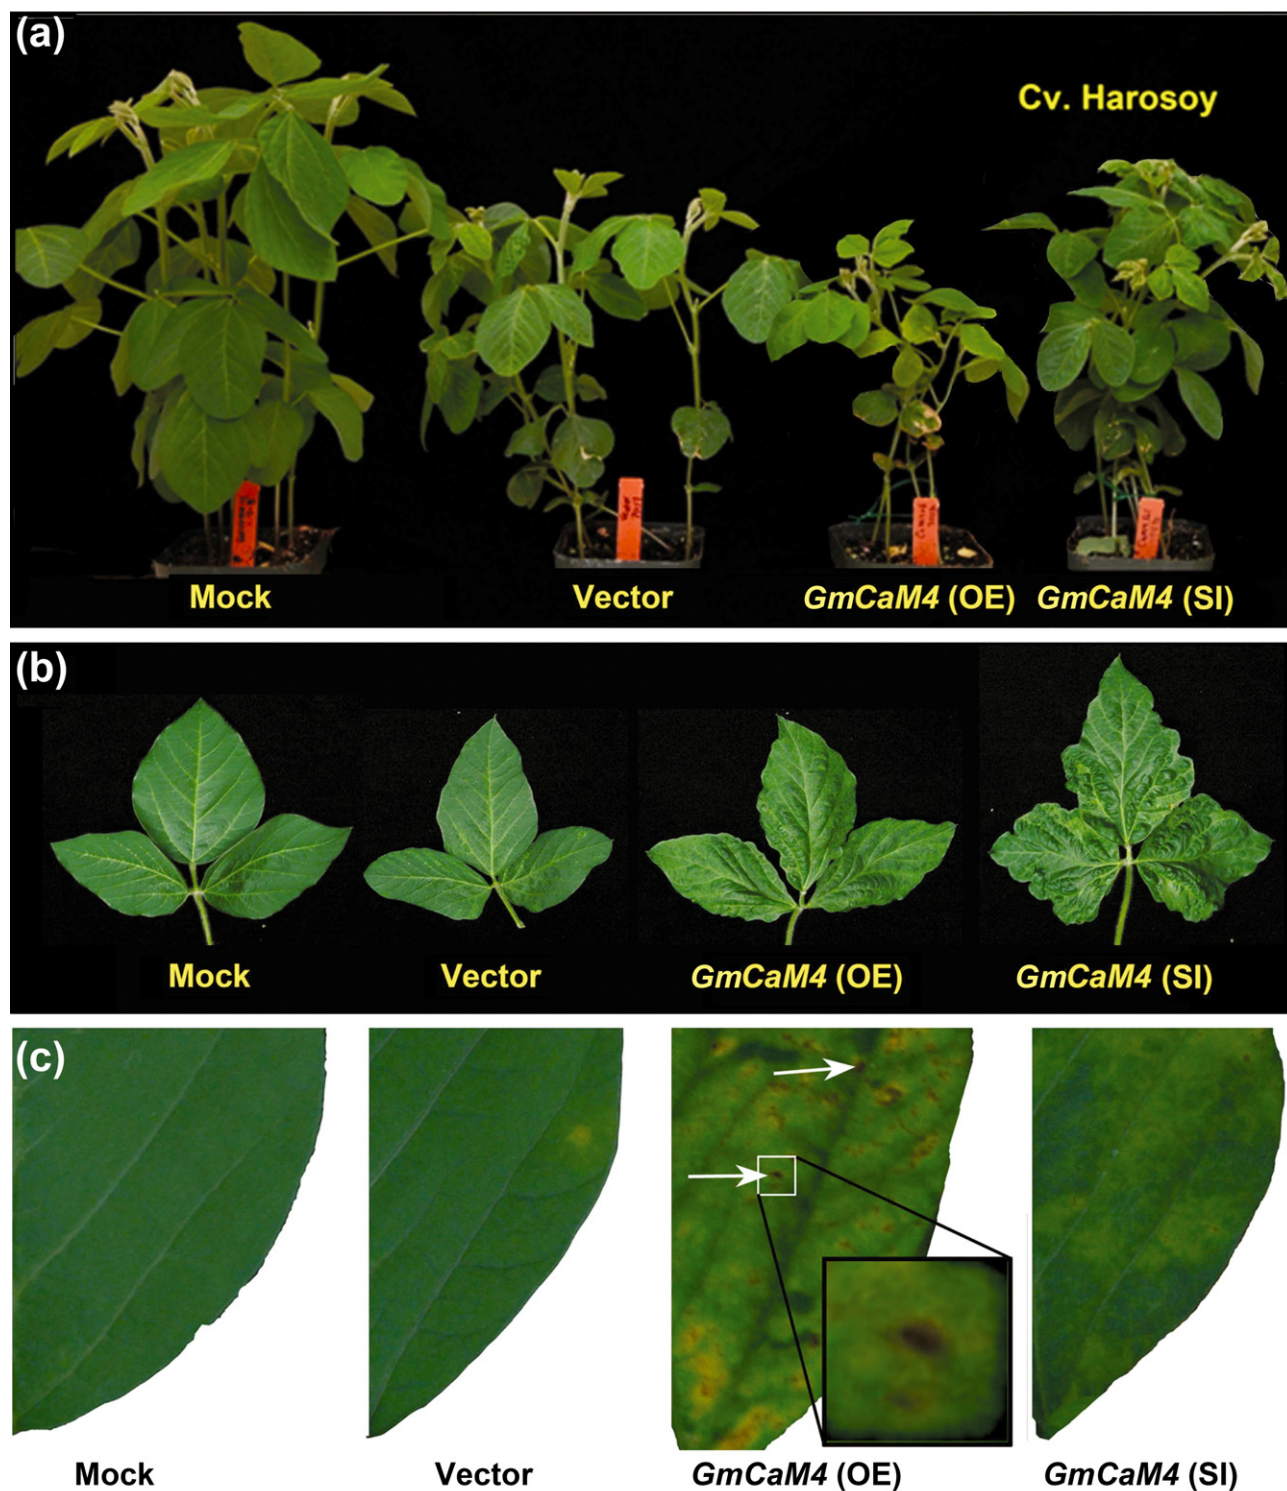 (a)
Cv. Harosoy
Mock Vector GmCaM4 (OE) GmCaM4 (SI)
(b)
Mock Vector GmCaM4 (OE) GmCaM4 (SI)
(c)
Mock Vector GmCaM4 (OE) GmCaM4 (SI)